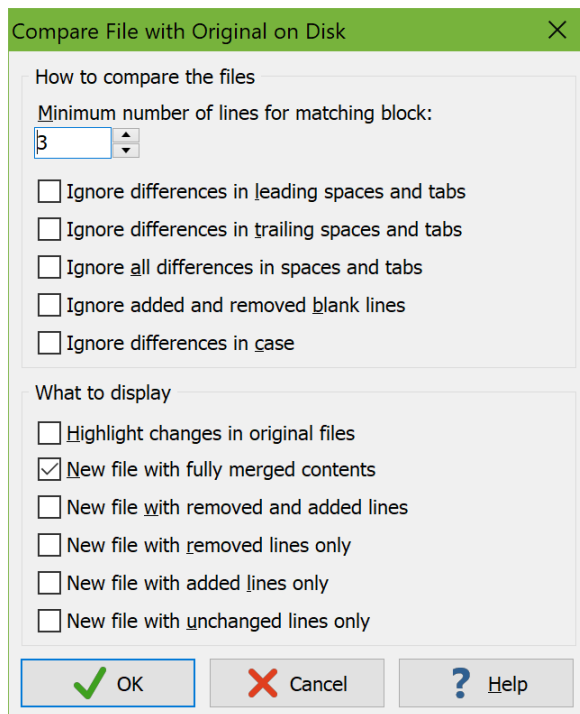 Compare File with Original on Disk
How to compare the files
Minimum number of lines for matching block:
3
Ignore differences in leading spaces and tabs
Ignore differences in trailing spaces and tabs
Ignore all differences in spaces and tabs
Ignore added and removed blank lines
Ignore differences in case
What to display
Highlight changes in original files
New file with fully merged contents
New file with removed and added lines
New file with removed lines only
New file with added lines only
New file with unchanged lines only
OK Cancel ? Help